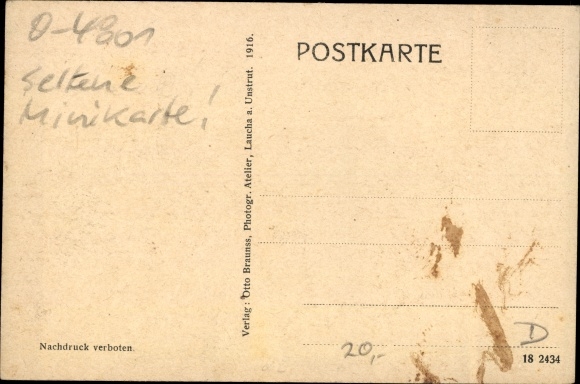 0-4801
seltene
Minikarte!
POSTKARTE
Verlag: Otto Braunss, Photogr. Atelier, Laucha a. Unstrut. 1916.
Nachdruck verboten.
20,-
D
18 2434